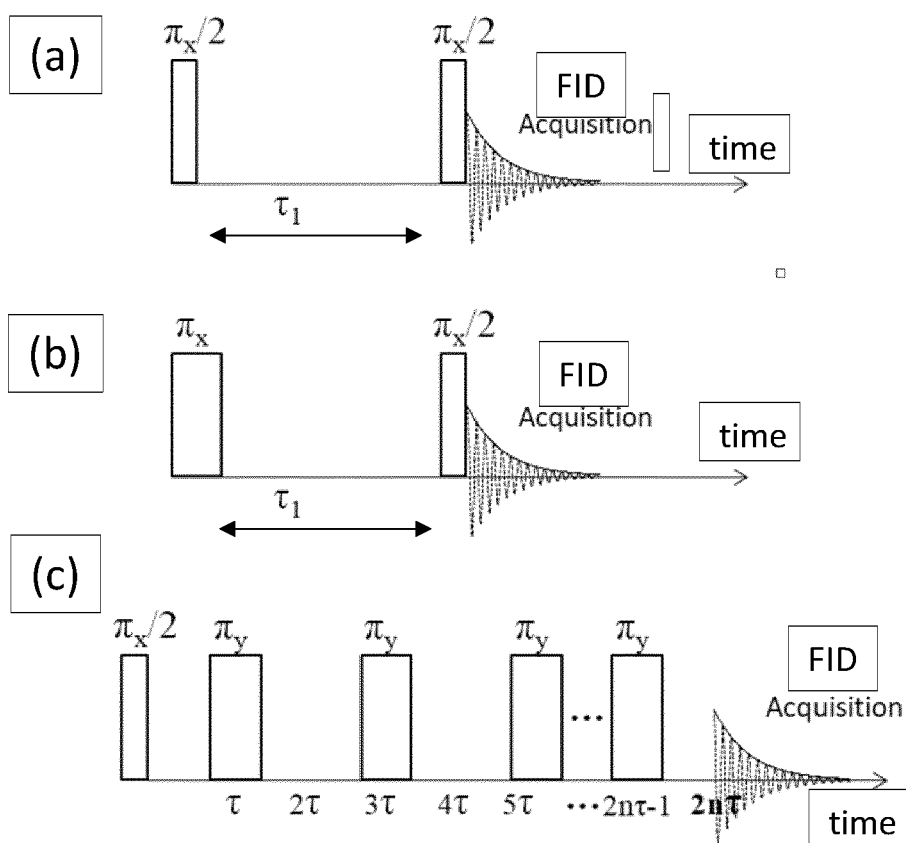 (a)
πx/2
πx/2
FID
Acquisition
time
τ1
(b)
πx
πx/2
FID
Acquisition
time
τ1
(c)
πx/2
πy
πy
πy
πy
FID
Acquisition
...
τ 2τ 3τ 4τ 5τ ...2nτ-1 2nτ
time